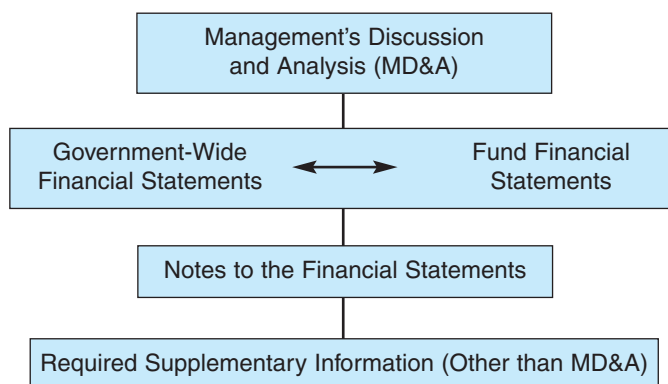 Management’s Discussion
and Analysis (MD&A)
Government-Wide
Financial Statements
Fund Financial
Statements
Notes to the Financial Statements
Required Supplementary Information (Other than MD&A)